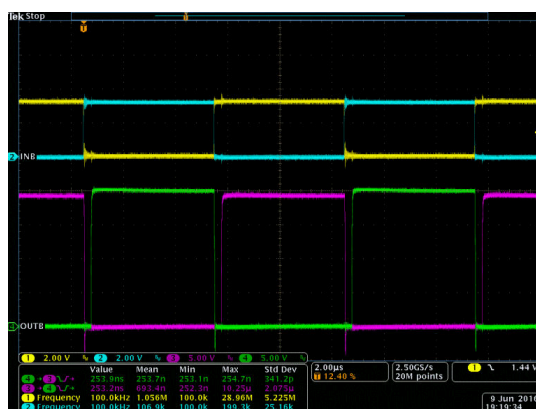 Tek Stop
INB
OUTB
1 2.00 V 2 2.00 V 3 5.00 V 4 5.00 V
Value Mean Min Max Std Dev
253.9ns 253.7n 253.1n 254.7n 341.2p
253.2ns 693.4n 252.3n 10.25µ 2.075µ
1 Frequency 100.0kHz 1.056M 100.0k 28.96M 5.225M
2 Frequency 100.0kHz 106.9k 100.0k 199.3k 25.16k
2.00µs
12.40 %
2.50GS/s
20M points
1 1.44 V
9 Jun 2016
19:19:34